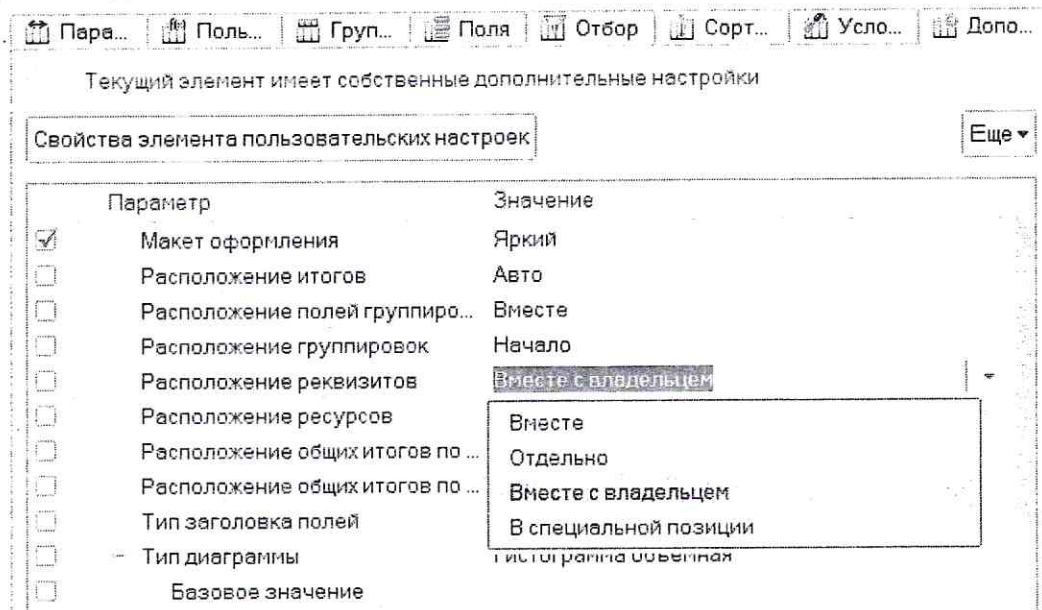 Пара... Поль... Груп... Поля Отбор Сорт... Усло... Допо...
Текущий элемент имеет собственные дополнительные настройки
Свойства элемента пользовательских настроек Еще
Параметр Значение
Макет оформления Яркий
Расположение итогов Авто
Расположение полей группиро... Вместе
Расположение группировок Начало
Расположение реквизитов Вместе с владельцем
Расположение ресурсов Вместе
Расположение общих итогов по ... Отдельно
Расположение общих итогов по ... Вместе с владельцем
Тип заголовка полей В специальной позиции
Тип диаграммы Гистограмма объемная
Базовое значение